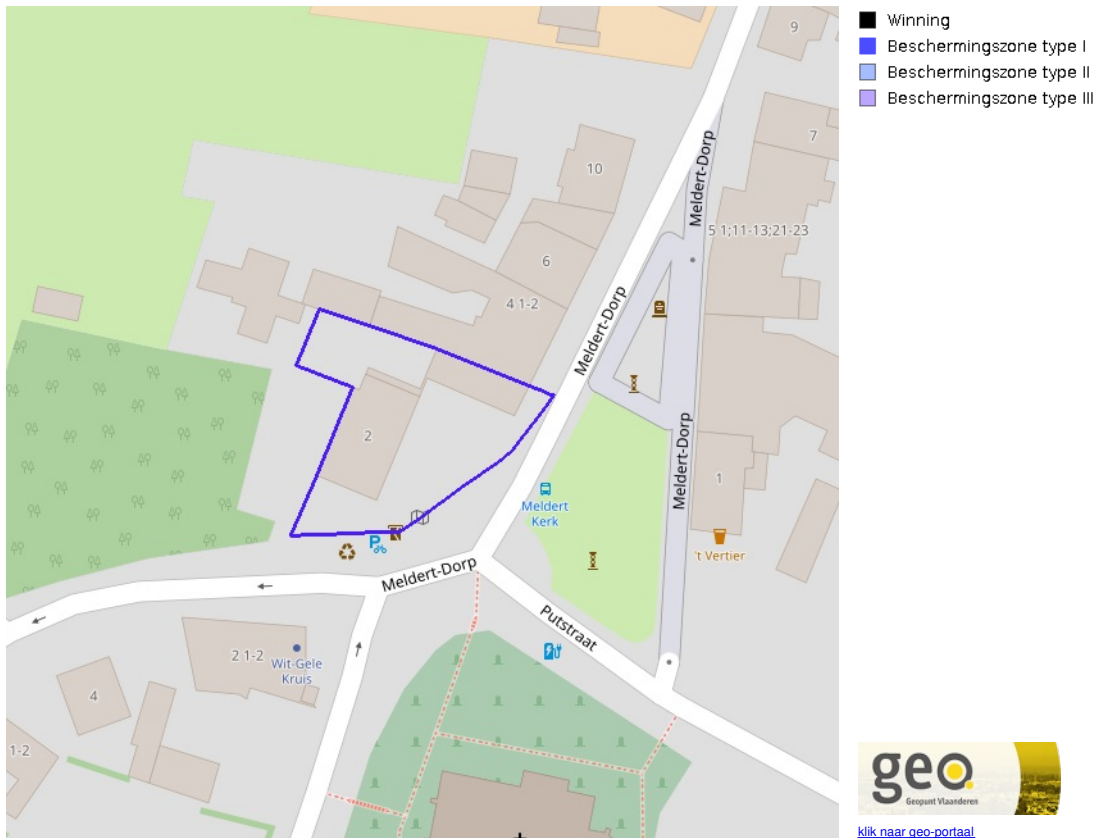 Winning
Beschermingszone type I
Beschermingszone type II
Beschermingszone type III
9
7
10
Meldert-Dorp
5 1;11-13;21-23
6
4 1-2
Meldert-Dorp
2
Meldert-Dorp
1
Meldert
Kerk
P
't Vertier
Meldert-Dorp
Putstraat
2 1-2
Wit-Gele
Kruis
4
1-2
geo
Geopunt Vlaanderen
klik naar geo-portaal